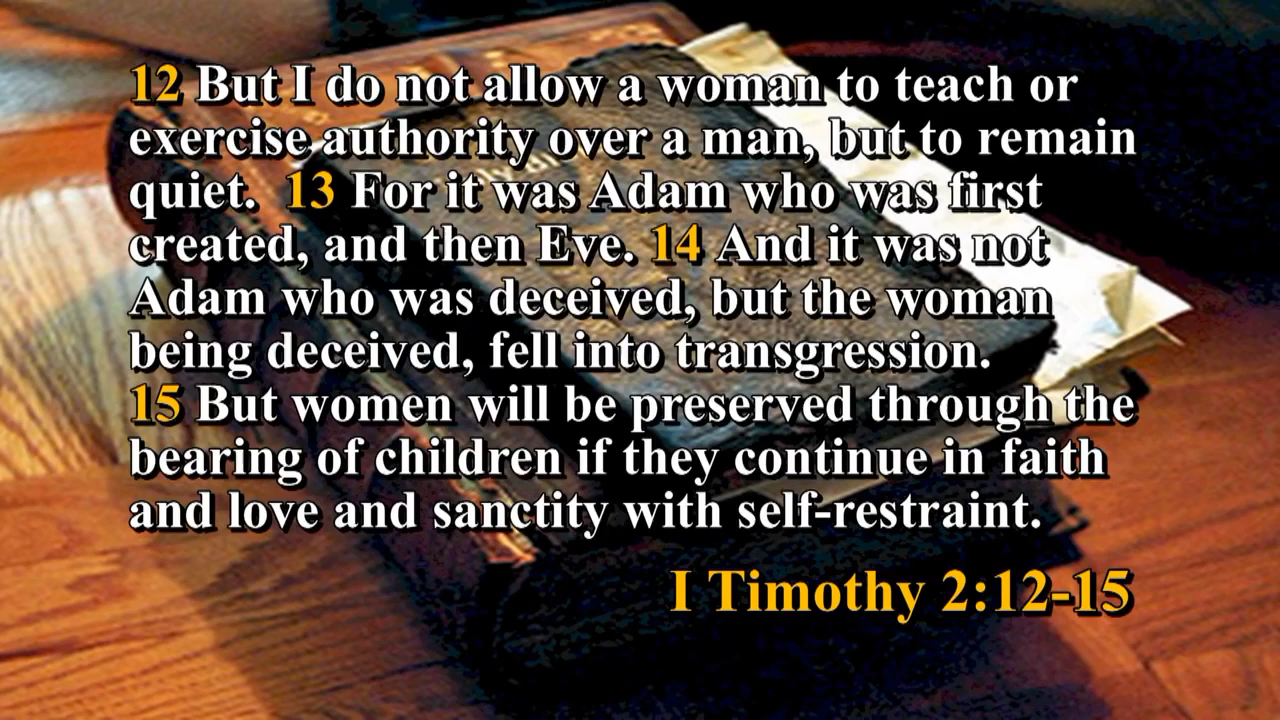 12 But I do not allow a woman to teach or
exercise authority over a man, but to remain
quiet. 13 For it was Adam who was first
created, and then Eve. 14 And it was not
Adam who was deceived, but the woman
being deceived, fell into transgression.
15 But women will be preserved through the
bearing of children if they continue in faith
and love and sanctity with self-restraint.
I Timothy 2:12-15